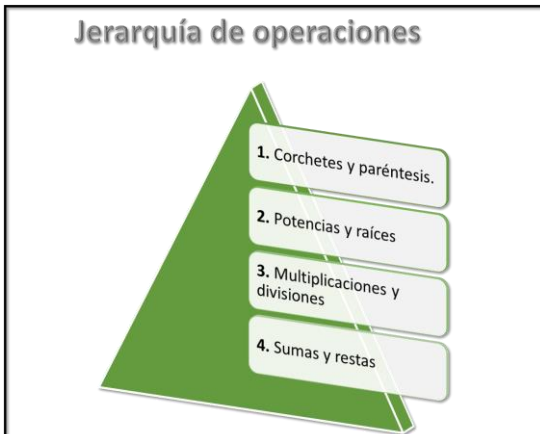 Jerarquía de operaciones
1. Corchetes y paréntesis.
2. Potencias y raíces
3. Multiplicaciones y
divisiones
4. Sumas y restas